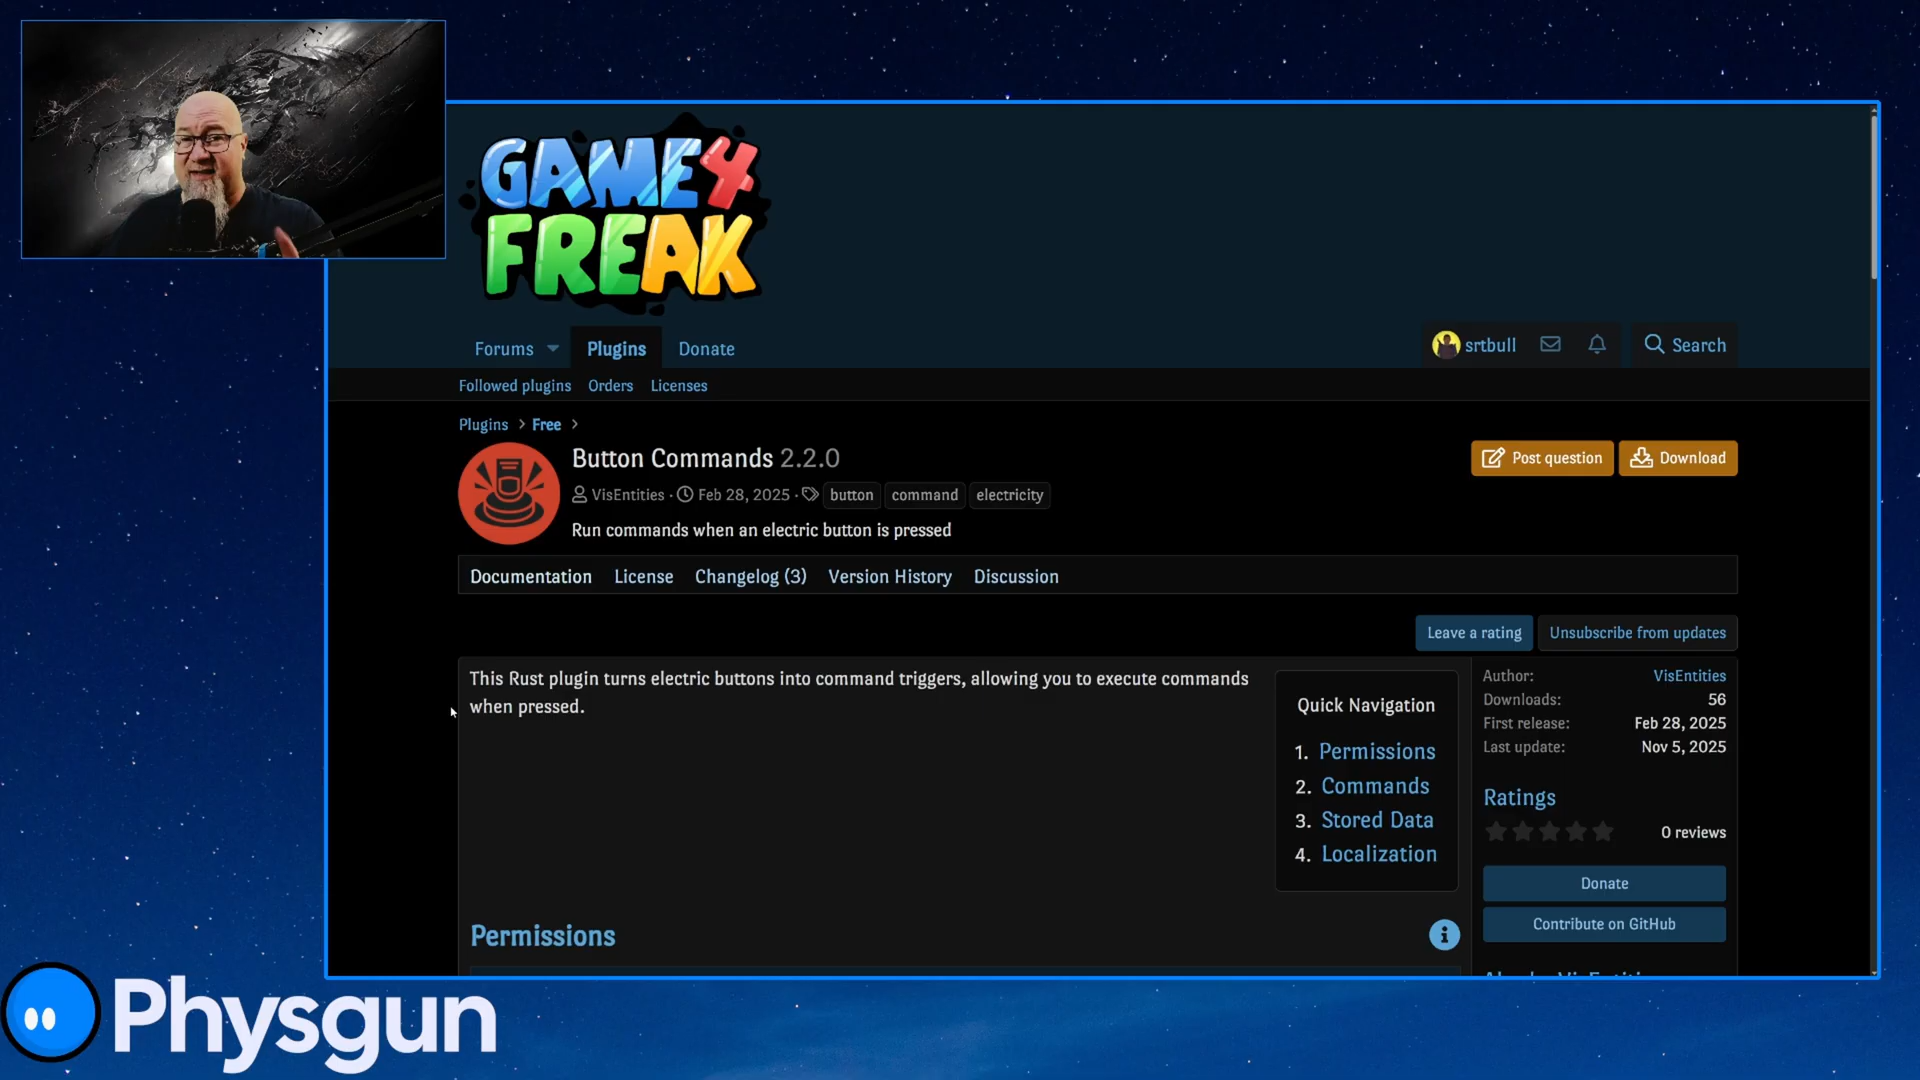 GAME4
FREAK
Forums
Plugins
Donate
srtbull
Search
Followed plugins
Orders
Licenses
Plugins > Free >
Button Commands 2.2.0
Post question
Download
VisEntities · Feb 28, 2025 ·
button
command
electricity
Run commands when an electric button is pressed
Documentation
License
Changelog (3)
Version History
Discussion
Leave a rating
Unsubscribe from updates
This Rust plugin turns electric buttons into command triggers, allowing you to execute commands
when pressed.
Quick Navigation
1. Permissions
2. Commands
3. Stored Data
4. Localization
Author: VisEntities
Downloads: 56
First release: Feb 28, 2025
Last update: Nov 5, 2025
Ratings
0 reviews
Donate
Contribute on GitHub
Permissions
Physgun